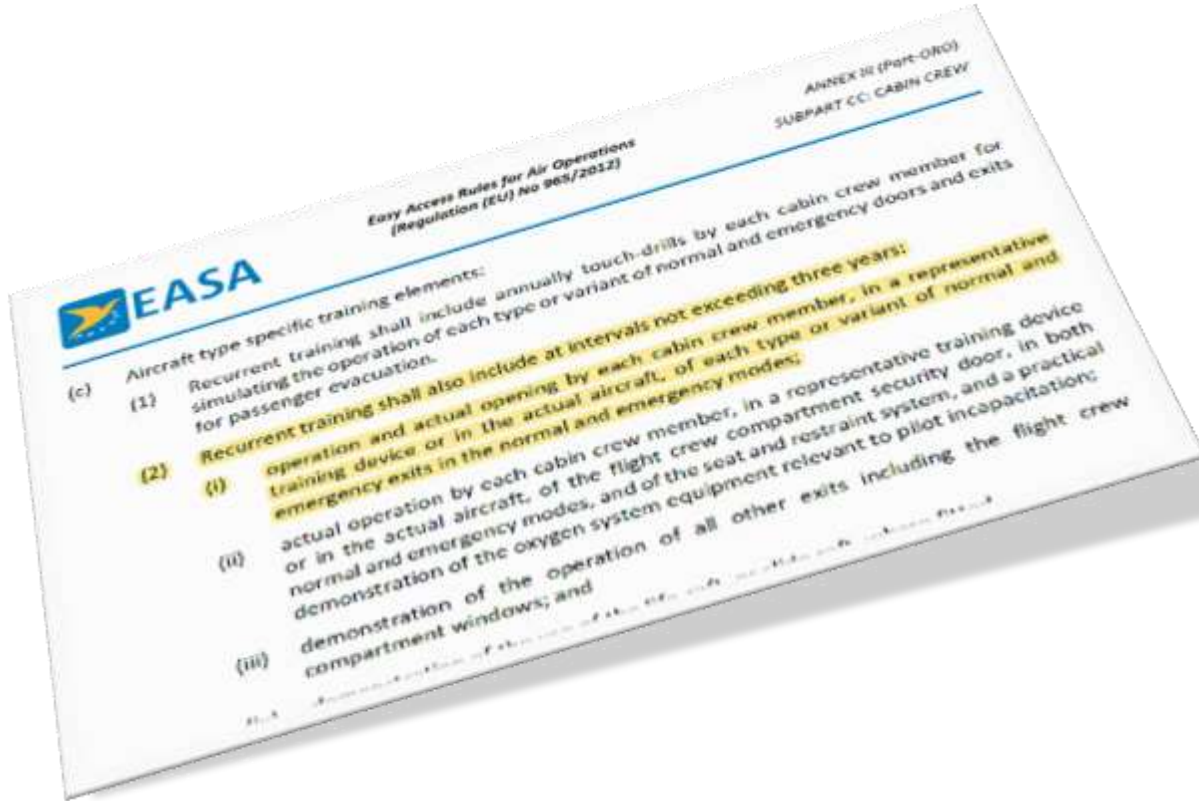 ANNEX III (Part-ORO)
SUBPART CC: CABIN CREW
Easy Access Rules for Air Operations
(Regulation (EU) No 965/2012)
EASA
(c) Aircraft type specific training elements:
(1) Recurrent training shall include annually touch-drills by each cabin crew member for
simulating the operation of each type or variant of normal and emergency doors and exits
for passenger evacuation.
(2) Recurrent training shall also include at intervals not exceeding three years:
(i) operation and actual opening by each cabin crew member, in a representative
training device or in the actual aircraft, of each type or variant of normal and
emergency exits in the normal and emergency modes;
(ii) actual operation by each cabin crew member, in a representative training device
or in the actual aircraft, of the flight crew compartment security door, in both
normal and emergency modes, and of the seat and restraint system, and a practical
demonstration of the oxygen system equipment relevant to pilot incapacitation;
(iii) demonstration of the operation of all other exits including the flight crew
compartment windows; and